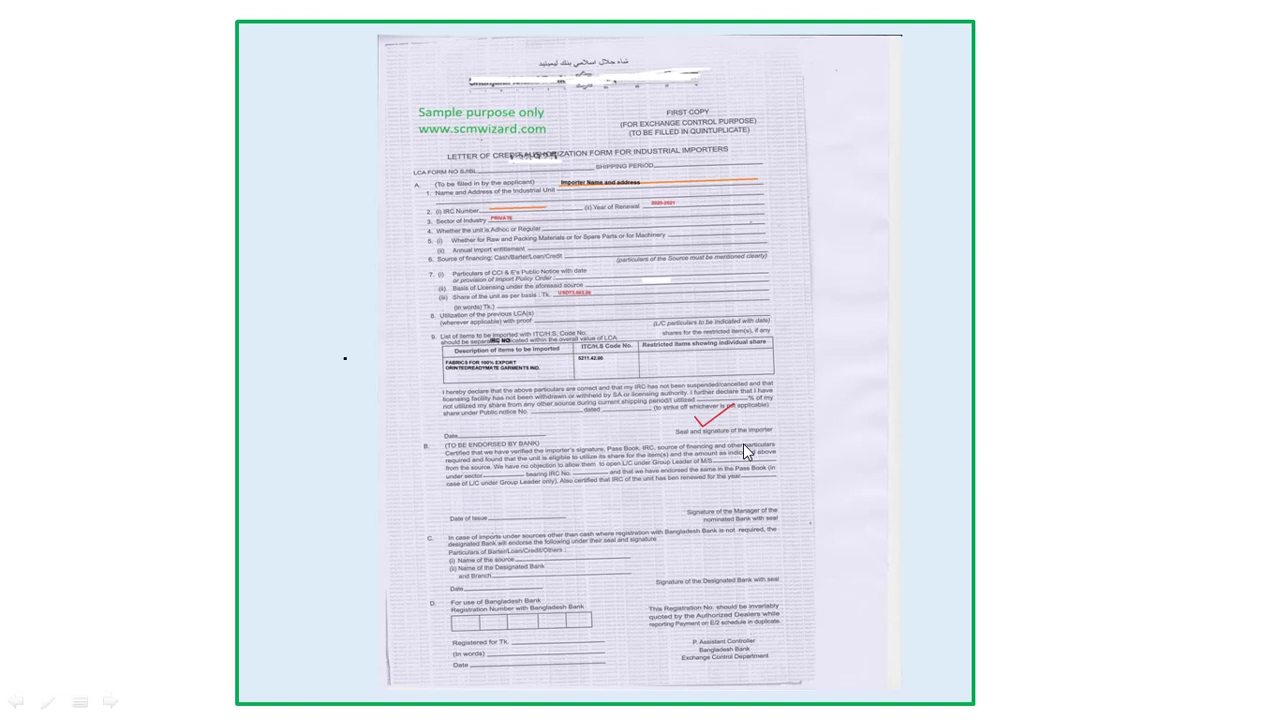 شاه جلال اسلامي بنك ليميتيد
Sample purpose only
www.scmwizard.com
FIRST COPY
(FOR EXCHANGE CONTROL PURPOSE)
(TO BE FILLED IN QUINTUPLICATE)
LETTER OF CREDIT AUTHORIZATION FORM FOR INDUSTRIAL IMPORTERS
LCA FORM NO SJIBL SHIPPING PERIOD
A. (To be filled in by the applicant) Importer Name and address
1. Name and Address of the Industrial Unit
2. (i) IRC Number (ii) Year of Renewal 2020-2021
3. Sector of Industry PRIVATE
4. Whether the unit is Adhoc or Regular
5. (i) Whether for Raw and Packing Materials or for Spare Parts or for Machinery
(ii) Annual import entitlement
6. Source of financing; Cash/Barter/Loan/Credit (particulars of the Source must be mentioned clearly)
7. (i) Particulars of CCI & E's Public Notice with date
or provision of Import Policy Order
(ii) Basis of Licensing under the aforesed source
(iii) Share of the unit as per basis : Tk.
(in words) Tk.)
8. Utilization of the previous LCA(s)
(wherever applicable) with proof (L/C particulars to be indicated with date)
9. List of items to be imported with ITC/H.S. Code No. shares for the restricted item(s), if any
should be separa IRC NO icated within the overall value of LCA
Description of items to be Imported ITC/H.S Code No. Restricted items showing individual share
FABRICS FOR 100% EXPORT 5211.42.00
ORINTEDREADYMATE GARMENTS IND.
I hereby declare that the above particulars are correct and that my IRC has not been suspended/cancelled and that
licensing facility has not been withdrawn or withheld by SA or licensing authority. I further declare that I have
not utilized my share from any other source during current shipping period/I utilized % of my
share under Public notice No. dated (to strike off whichever is not applicable)
Seal and signature of the Importer
Date
B. (TO BE ENDORSED BY BANK)
Certified that we have verified the importer's signature, Pass Book, IRC, source of financing and other particulars
required and found that the unit is eligible to utilize its share for the item(s) and the amount as indic above
from the source. We have no objection to allow them to open L/C under Group Leader of M/S
under sector bearing IRC No. and that we have endorsed the same in the Pass Book (in
case of L/C under Group Leader only). Also certified that IRC of the unit has ben renewed for the year
Signature of the Manager of the
Date of Issue nominated Bank with seal
C. In case of imports under sources other than cash where registration with Bangladesh Bank is not required, the
designated Bank will endorse the following under their seal and signature
Particulars of Barter/Loan/Credit/Others :
(i) Name of the source
(ii) Name of the Designated Bank
and Branch
Signature of the Designated Bank with seal
Date
D. For use of Bangladesh Bank
Registration Number with Bangladesh Bank
This Registration No. should be invariably
quoted by the Authorized Dealers while
reporting Payment on E/2 schedule in duplicate
Registered for Tk.
(In words)
Date
P. Assistant Controller
Bangladesh Bank
Exchange Control Department